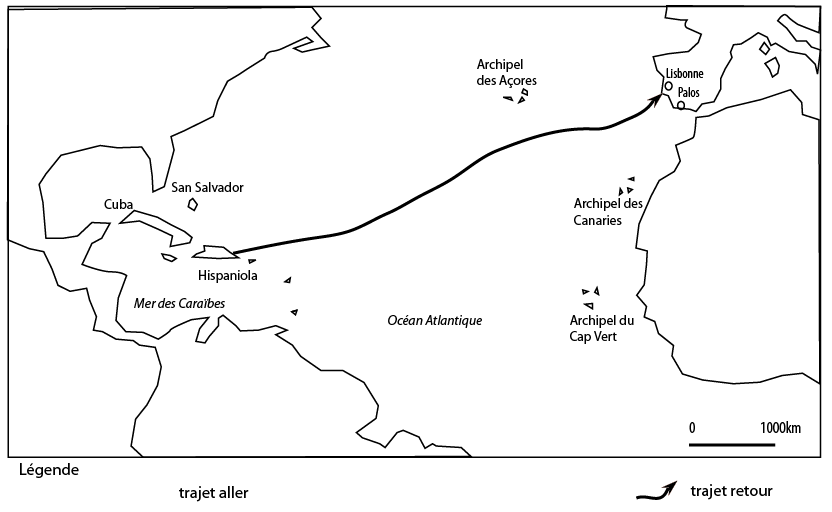 Archipel
des Açores
Lisbonne
Palos
San Salvador
Cuba
Archipel des
Canaries
Hispaniola
Mer des Caraïbes
Océan Atlantique
Archipel du
Cap Vert
0 1000km
Légende
trajet aller
trajet retour